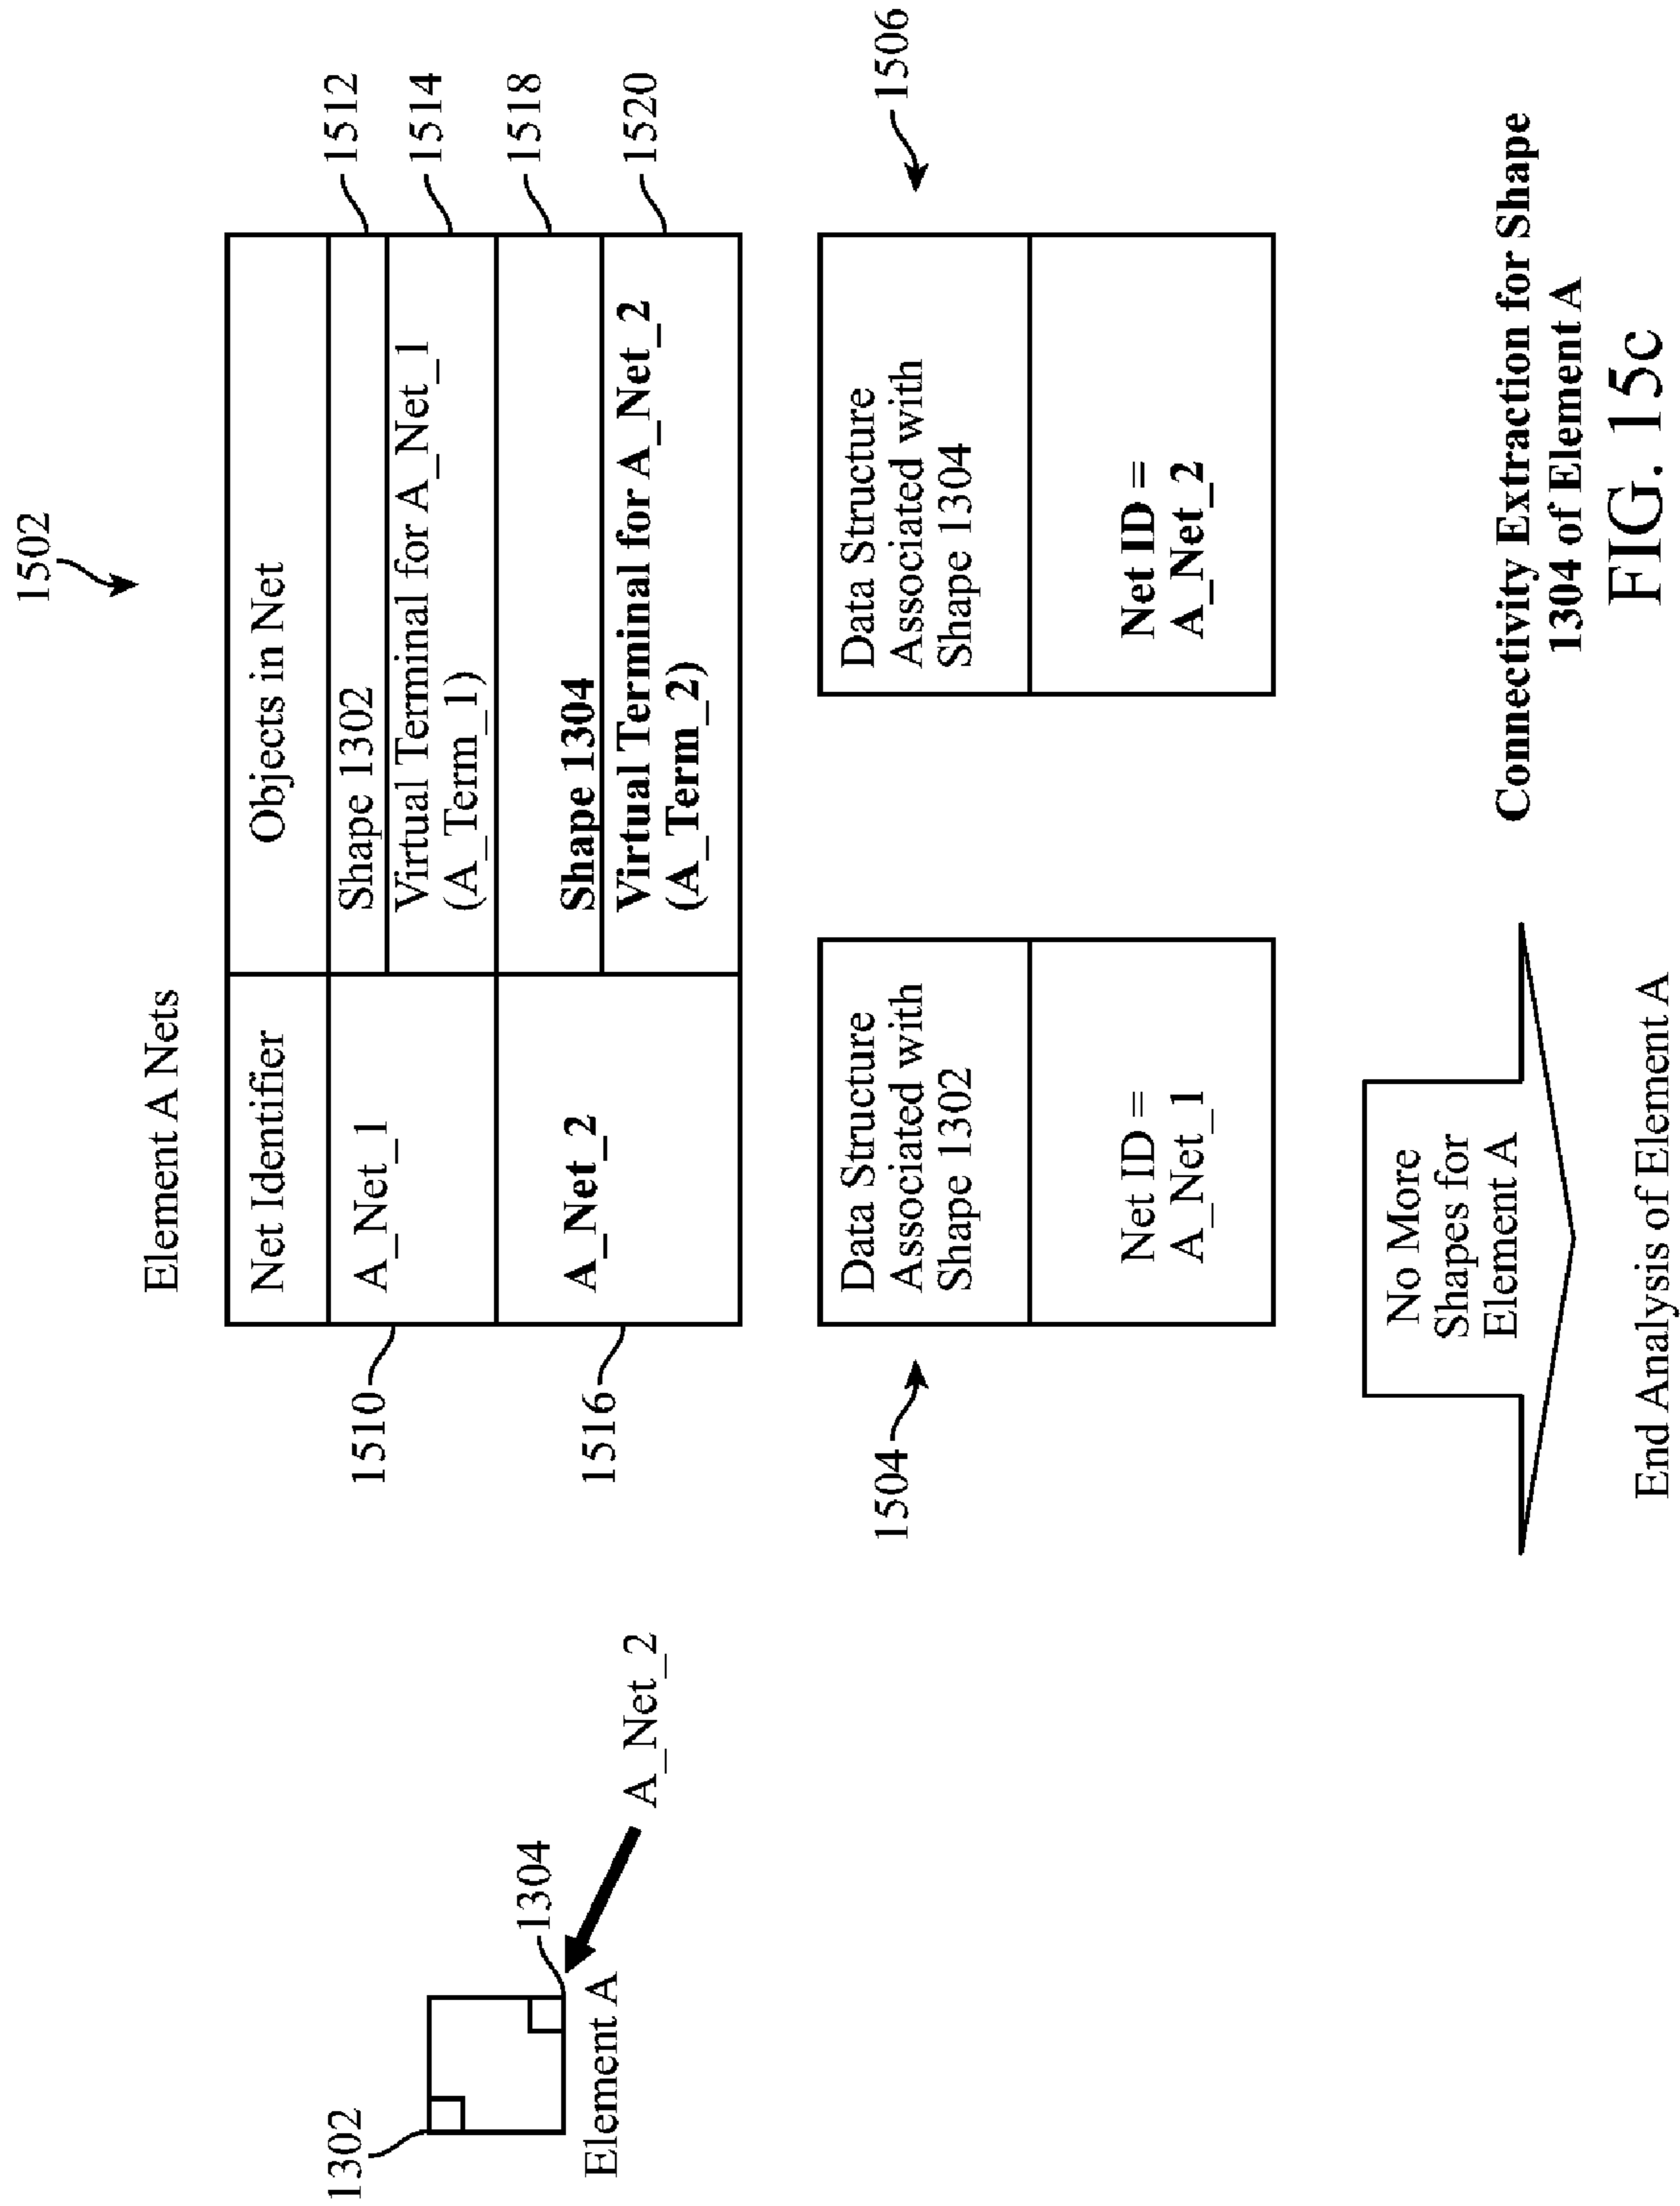 1502
Element A Nets
Net Identifier
Objects in Net
1510
A_Net_1
Shape 1302
1512
Virtual Terminal for A_Net_1
(A_Term_1)
1514
1516
A_Net_2
Shape 1304
1518
Virtual Terminal for A_Net_2
(A_Term_2)
1520
1302
1304
Element A
A_Net_2
1504
Data Structure
Associated with
Shape 1302
Net ID =
A_Net_1
Data Structure
Associated with
Shape 1304
1506
Net ID =
A_Net_2
No More
Shapes for
Element A
End Analysis of Element A
Connectivity Extraction for Shape
1304 of Element A
FIG. 15c